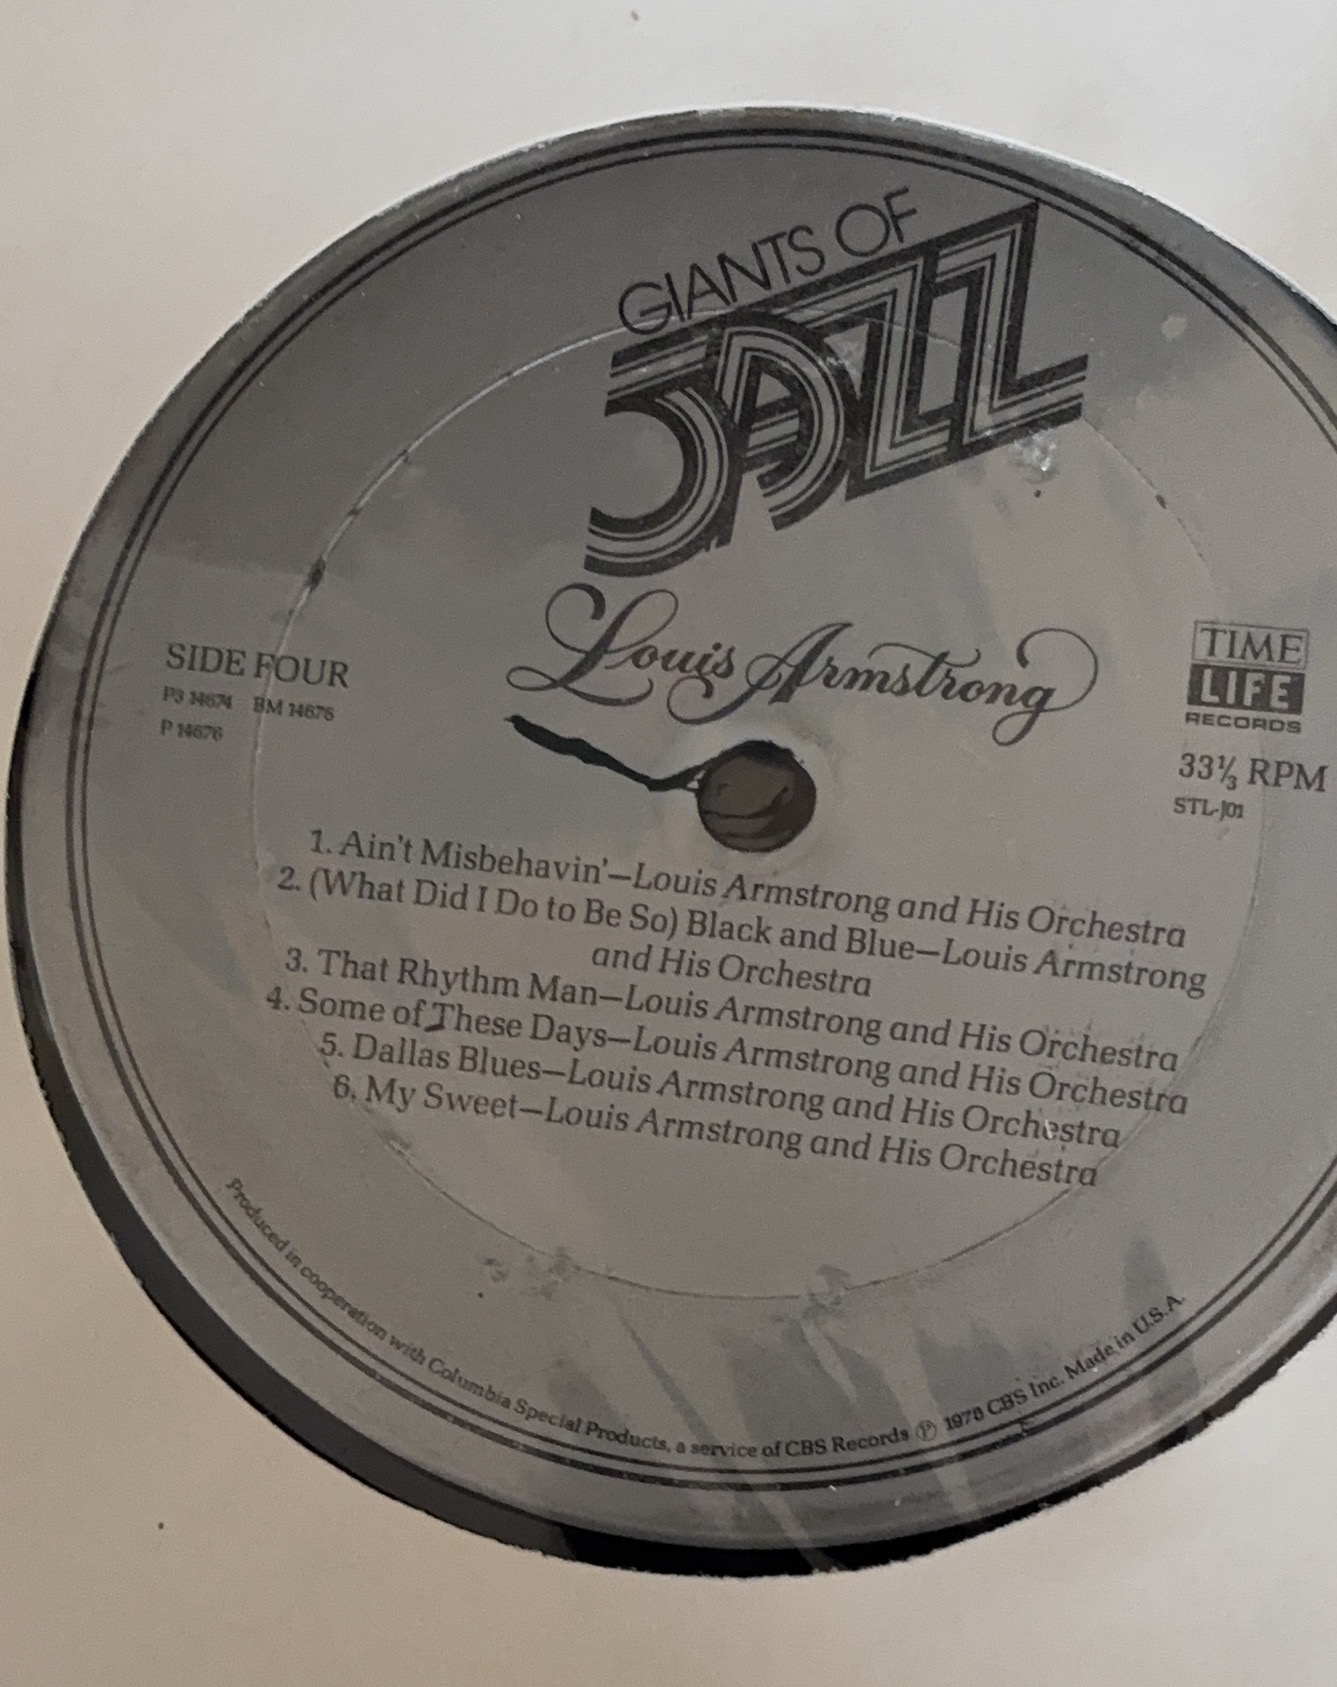 GIANTS OF
JAZZ
Louis Armstrong
SIDE FOUR
P3 14674 BM 14676
P 14676
TIME
LIFE
RECORDS
33⅓ RPM
STL-J01
1. Ain't Misbehavin'—Louis Armstrong and His Orchestra
2. (What Did I Do to Be So) Black and Blue—Louis Armstrong
and His Orchestra
3. That Rhythm Man—Louis Armstrong and His Orchestra
4. Some of These Days—Louis Armstrong and His Orchestra
5. Dallas Blues—Louis Armstrong and His Orchestra
6. My Sweet—Louis Armstrong and His Orchestra
Produced in cooperation with Columbia Special Products, a service of CBS Records ℗ 1978 CBS Inc. Made in U.S.A.